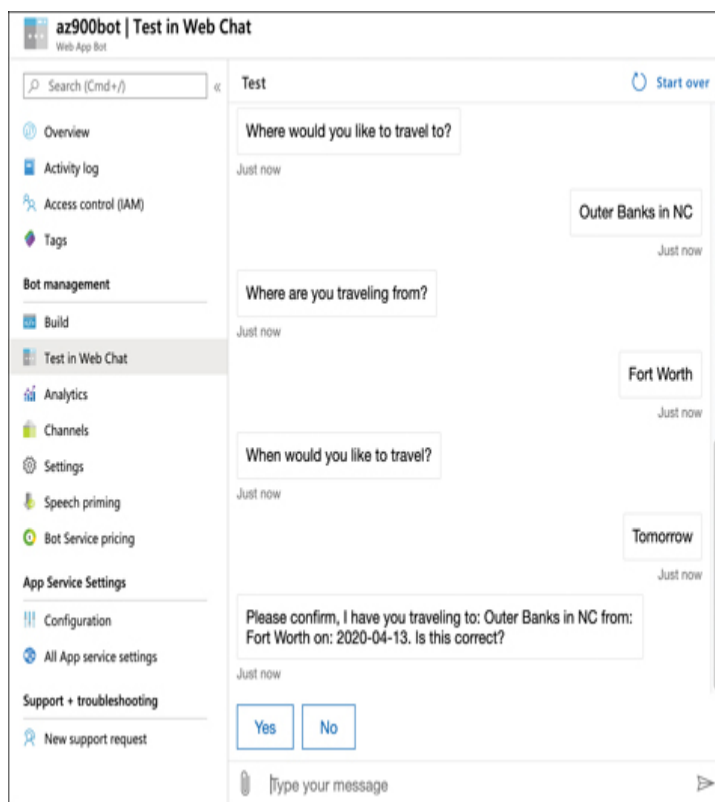 az900bot | Test in Web Chat
Web App Bot
Search (Cmd+/)
«
Overview
Activity log
Access control (IAM)
Tags
Bot management
Build
Test in Web Chat
Analytics
Channels
Settings
Speech priming
Bot Service pricing
App Service Settings
Configuration
All App service settings
Support + troubleshooting
New support request
Test
Start over
Where would you like to travel to?
Just now
Outer Banks in NC
Just now
Where are you traveling from?
Just now
Fort Worth
Just now
When would you like to travel?
Just now
Tomorrow
Just now
Please confirm, I have you traveling to: Outer Banks in NC from:
Fort Worth on: 2020-04-13. Is this correct?
Just now
Yes
No
Type your message